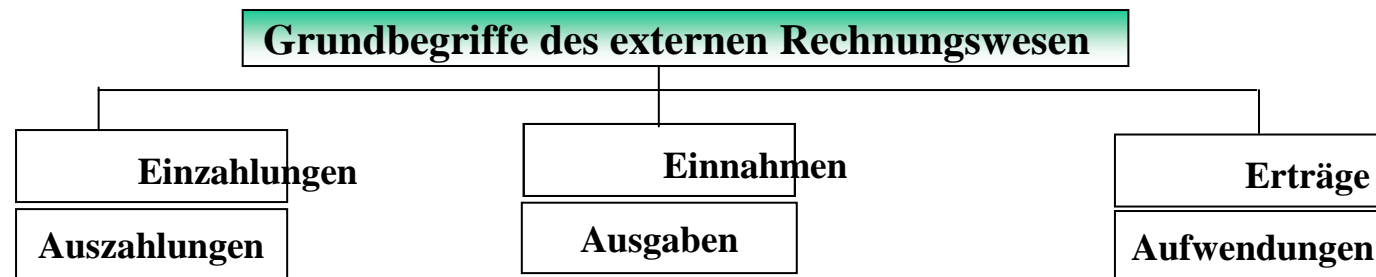 Grundbegriffe des externen Rechnungswesen
Einzahlungen
Einnahmen
Erträge
Auszahlungen
Ausgaben
Aufwendungen